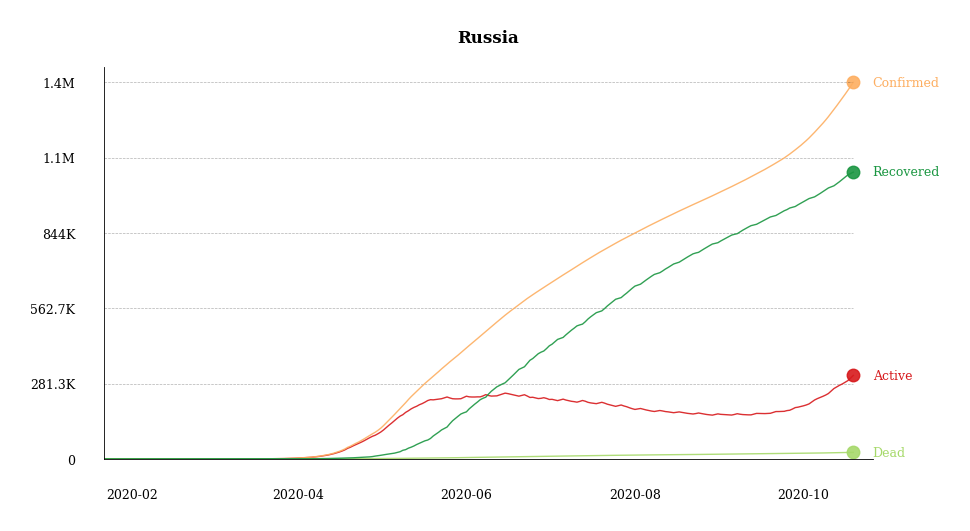 Russia
1.4M
Confirmed
1.1M
Recovered
844K
562.7K
281.3K
Active
0
Dead
2020-02
2020-04
2020-06
2020-08
2020-10